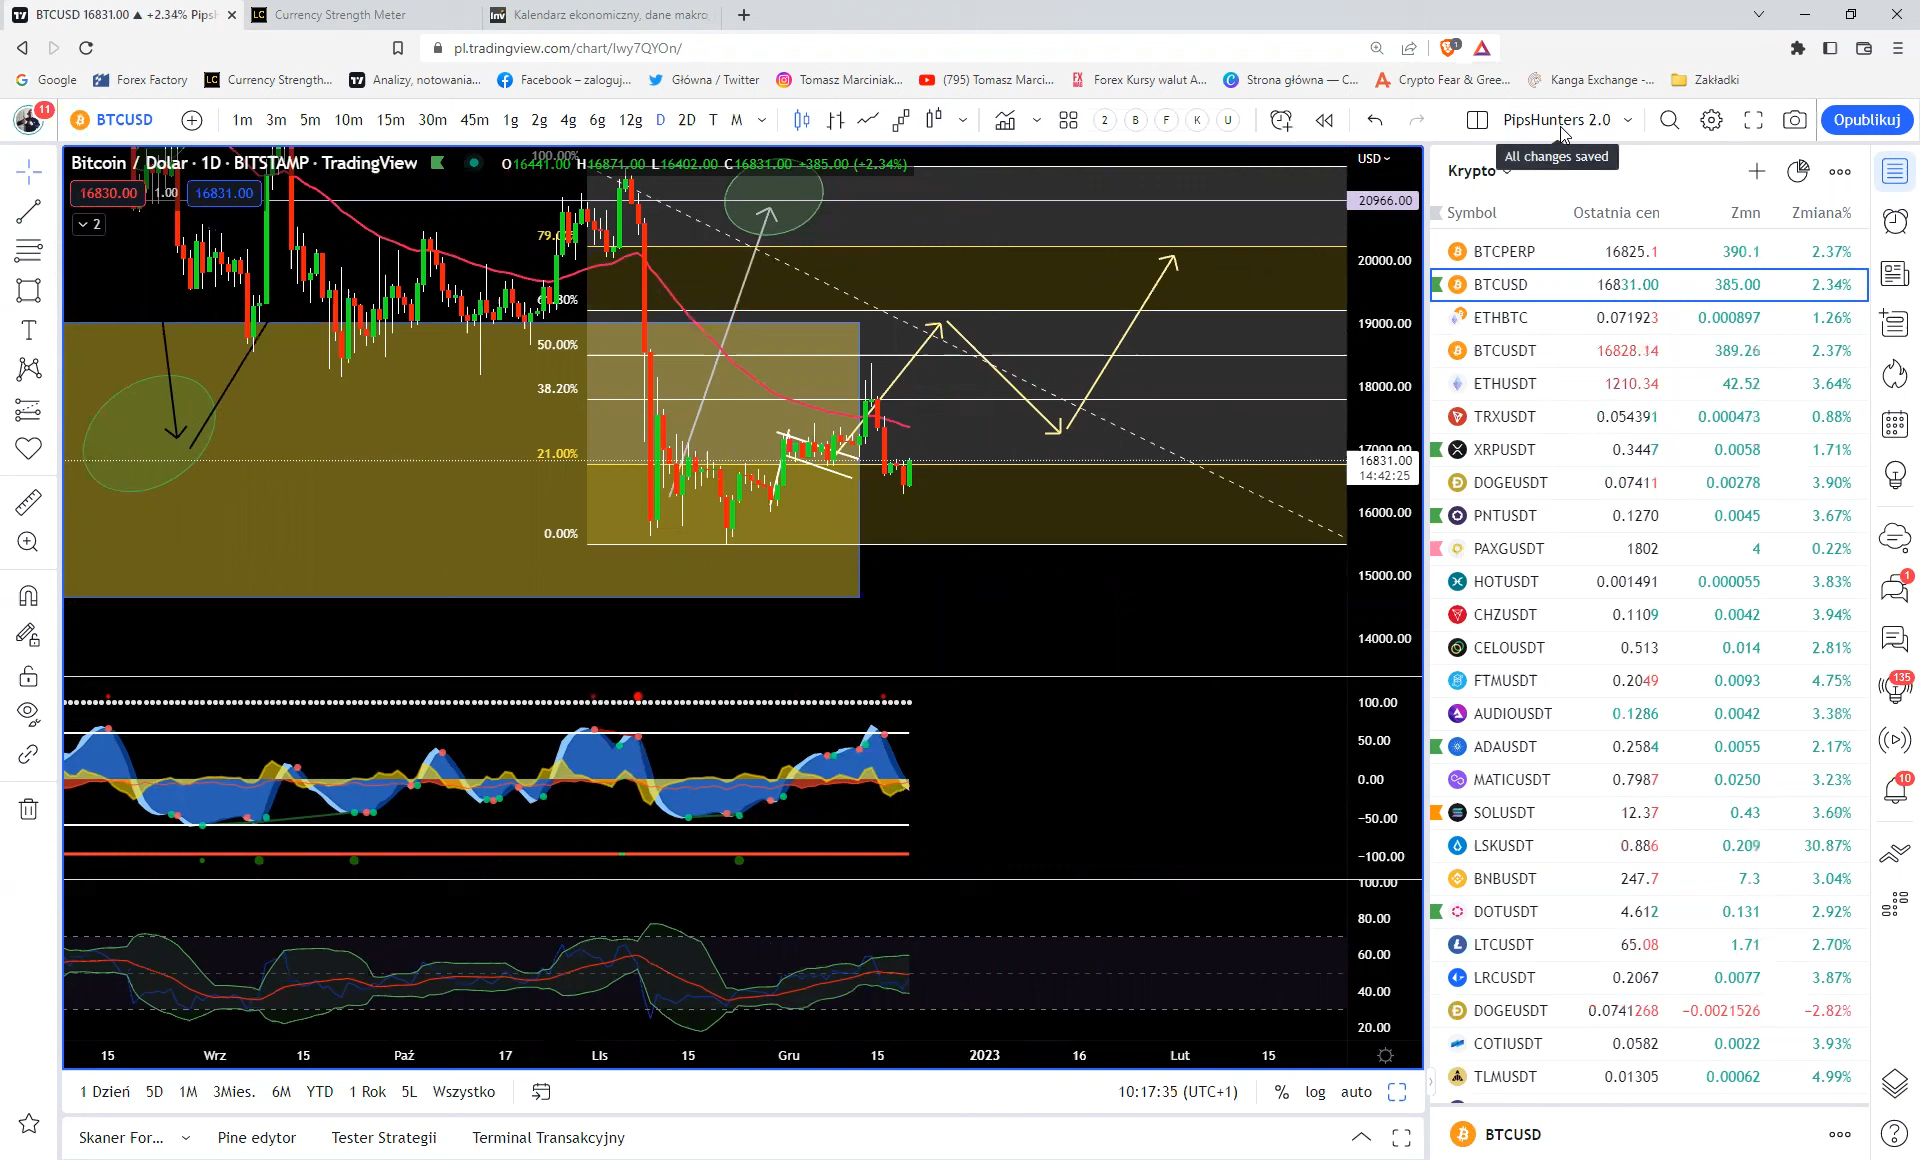 BTCUSD 16831.00 ▲ +2.34% Pips
Currency Strength Meter
Kalendarz ekonomiczny, dane makro,
pl.tradingview.com/chart/Iwy7QYOn/
Google
Forex Factory
Currency Strength...
Analizy, notowania...
Facebook – zaloguj...
Główna / Twitter
Tomasz Marciniak...
(795) Tomasz Marci...
Forex Kursy walut A...
Strona główna — C...
Crypto Fear & Gree...
Kanga Exchange -...
Zakładki
11
BTCUSD
1m 3m 5m 10m 15m 30m 45m 1g 2g 4g 6g 12g D 2D T M
2 B F K U
PipsHunters 2.0
Opublikuj
All changes saved
Bitcoin / Dolar · 1D · BITSTAMP · TradingView
O16441.00 H16871.00 L16402.00 C16831.00 +385.00 (+2.34%)
16830.00 1.00 16831.00
2
100.00%
50.00%
38.20%
21.00%
0.00%
USD
20966.00
20000.00
19000.00
18000.00
17000.00
16831.00
14:42:25
16000.00
15000.00
14000.00
100.00
50.00
0.00
−50.00
−100.00
100.00
80.00
60.00
40.00
20.00
15 Wrz 15 Paź 17 Lis 15 Gru 15 2023 16 Lut 15
1 Dzień 5D 1M 3Mies. 6M YTD 1 Rok 5L Wszystko
10:17:35 (UTC+1) % log auto
Skaner For... Pine edytor Tester Strategii Terminal Transakcyjny
Krypto
Symbol Ostatnia cen Zmn Zmiana%
BTCPERP 16825.1 390.1 2.37%
BTCUSD 16831.00 385.00 2.34%
ETHBTC 0.071923 0.000897 1.26%
BTCUSDT 16828.14 389.26 2.37%
ETHUSDT 1210.34 42.52 3.64%
TRXUSDT 0.054391 0.000473 0.88%
XRPUSDT 0.3447 0.0058 1.71%
DOGEUSDT 0.07411 0.00278 3.90%
PNTUSDT 0.1270 0.0045 3.67%
PAXGUSDT 1802 4 0.22%
HOTUSDT 0.001491 0.000055 3.83%
CHZUSDT 0.1109 0.0042 3.94%
CELOUSDT 0.513 0.014 2.81%
FTMUSDT 0.2049 0.0093 4.75%
AUDIOUSDT 0.1286 0.0042 3.38%
ADAUSDT 0.2584 0.0055 2.17%
MATICUSDT 0.7987 0.0250 3.23%
SOLUSDT 12.37 0.43 3.60%
LSKUSDT 0.886 0.209 30.87%
BNBUSDT 247.7 7.3 3.04%
DOTUSDT 4.612 0.131 2.92%
LTCUSDT 65.08 1.71 2.70%
LRCUSDT 0.2067 0.0077 3.87%
DOGEUSDT 0.0741268 −0.0021526 −2.82%
COTIUSDT 0.0582 0.0022 3.93%
TLMUSDT 0.01305 0.00062 4.99%
BTCUSD
1
135
10